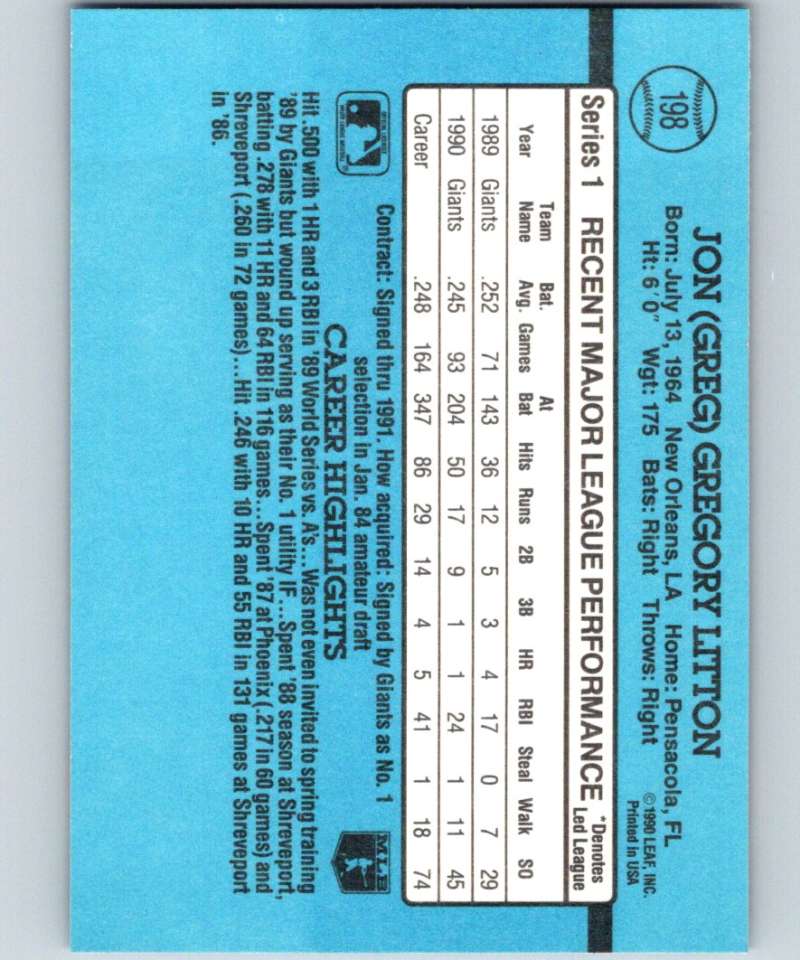 198
JON (GREG) GREGORY LITTON
Born: July 13, 1964 New Orleans, LA Home: Pensacola, FL
Ht: 6'0" Wgt: 175 Bats: Right Throws: Right
©1990 LEAF, INC.
Printed in USA
Series 1 RECENT MAJOR LEAGUE PERFORMANCE *Denotes Led League
Year Team Name Bat. Avg. Games At Bat Hits Runs 2B 3B HR RBI Steal Walk SO
1989 Giants .252 71 143 36 12 5 3 4 17 0 7 29
1990 Giants .245 93 204 50 17 9 1 1 24 1 11 45
Career .248 164 347 86 29 14 4 5 41 1 18 74
Contract: Signed thru 1991. How acquired: Signed by Giants as No. 1
selection in Jan. 84 amateur draft
MLB
CAREER HIGHLIGHTS
Hit .500 with 1 HR and 3 RBI in '89 World Series vs. A's...Was not even invited to spring training
'89 by Giants but wound up serving as their No. 1 utility IF...Spent '88 season at Shreveport,
batting .278 with 11 HR and 64 RBI in 116 games...Spent '87 at Phoenix (.217 in 60 games) and
Shreveport (.260 in 72 games)...Hit .246 with 10 HR and 55 RBI in 131 games at Shreveport
in '86.